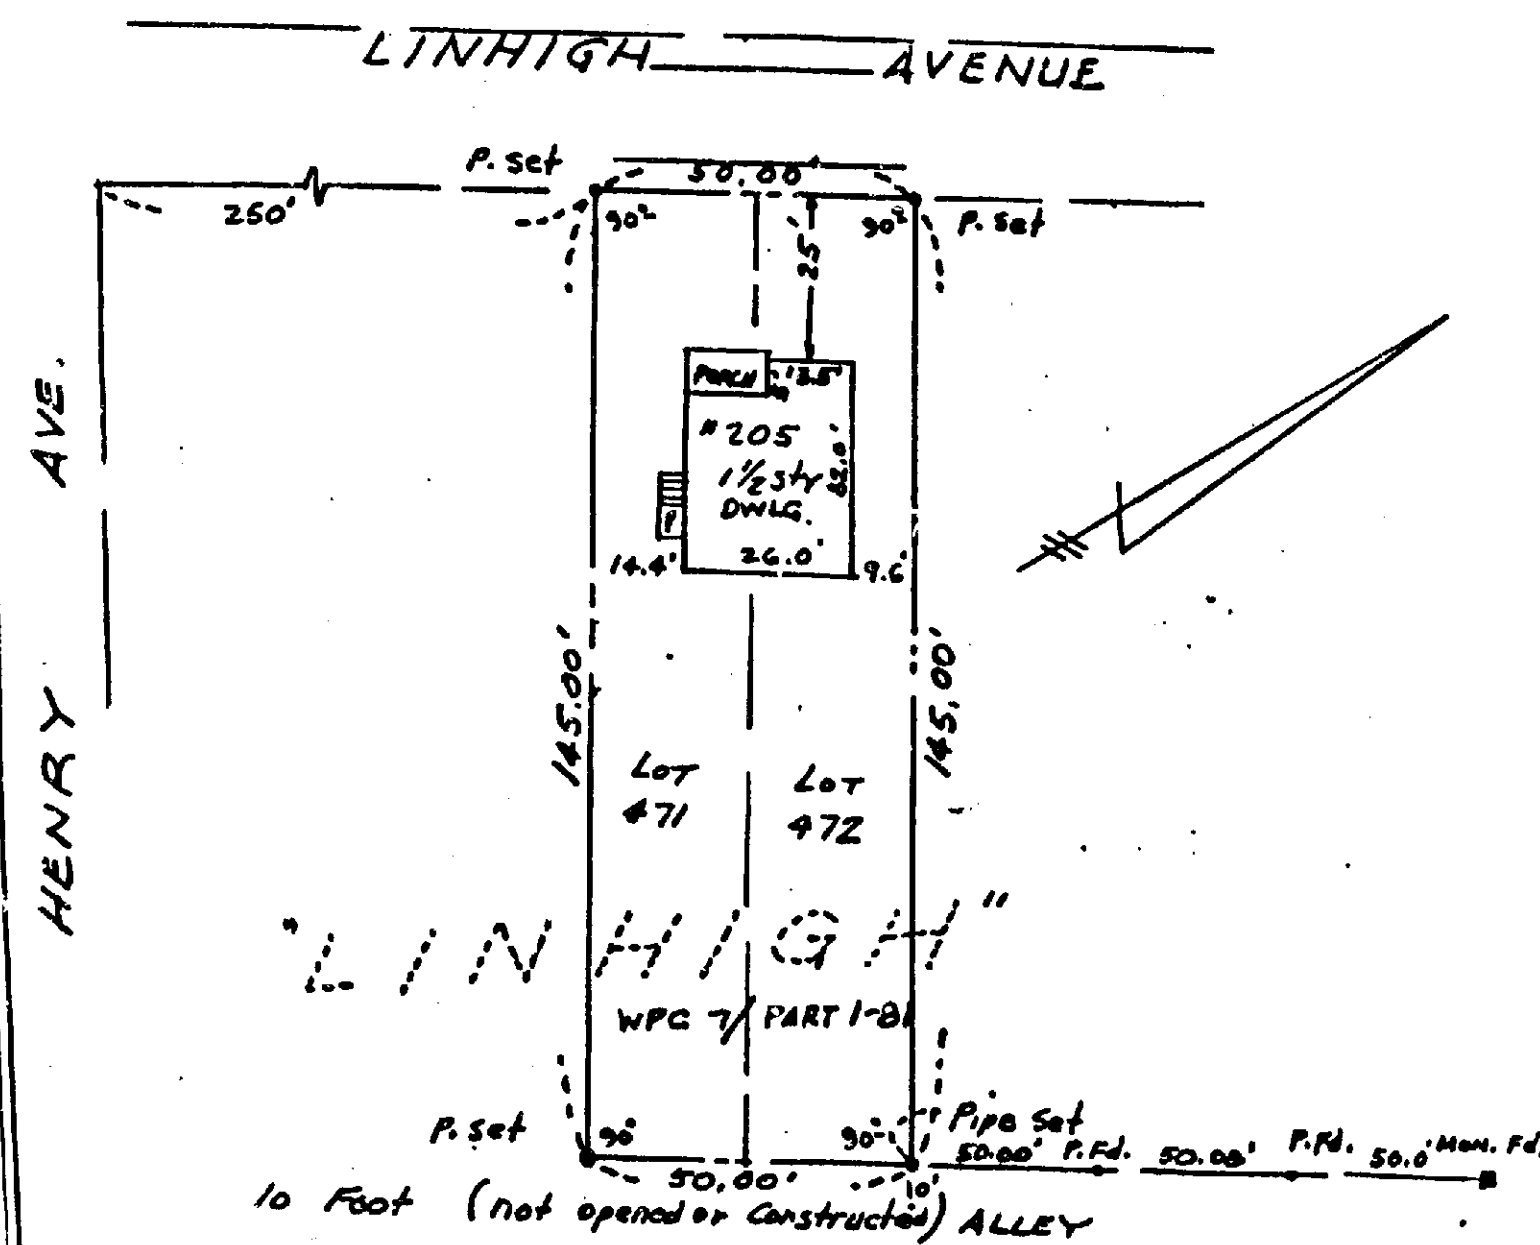 LINHIGH AVENUE
P. set
50.00
250'
90°
90°
P. set
25
HENRY AVE.
PORCH
13.5'
# 205
1½ sty
DWLG.
32.0'
P
14.4'
26.0'
9.6'
145.00'
145.00'
LOT
471
LOT
472
"LINHIGH"
WPG 7/ PART 1-81
P. set
90°
90°
Pipe set
50.00' P.Fd. 50.00' P.Fd. 50.0' Mon. Fd.
50.00'
10'
10 Foot (not opened or Constructed) ALLEY